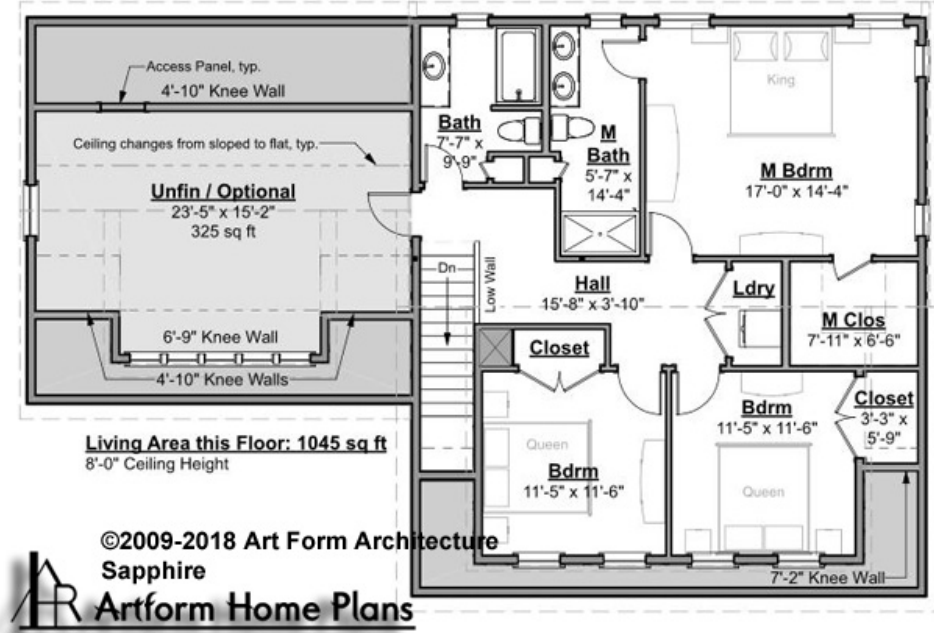 Access Panel, typ.
4'-10" Knee Wall
Ceiling changes from sloped to flat, typ.
Unfin / Optional
23'-5" x 15'-2"
325 sq ft
6'-9" Knee Wall
4'-10" Knee Walls
Bath
7'-7" x
9'-9"
M
Bath
5'-7" x
14'-4"
King
M Bdrm
17'-0" x 14'-4"
Dn
Low Wall
Hall
15'-8" x 3'-10"
Ldry
M Clos
7'-11" x 6'-6"
Closet
Queen
Bdrm
11'-5" x 11'-6"
Bdrm
11'-5" x 11'-6"
Queen
Closet
3'-3" x
5'-9"
7'-2" Knee Wall
Living Area this Floor: 1045 sq ft
8'-0" Ceiling Height
©2009-2018 Art Form Architecture
Sapphire
Artform Home Plans